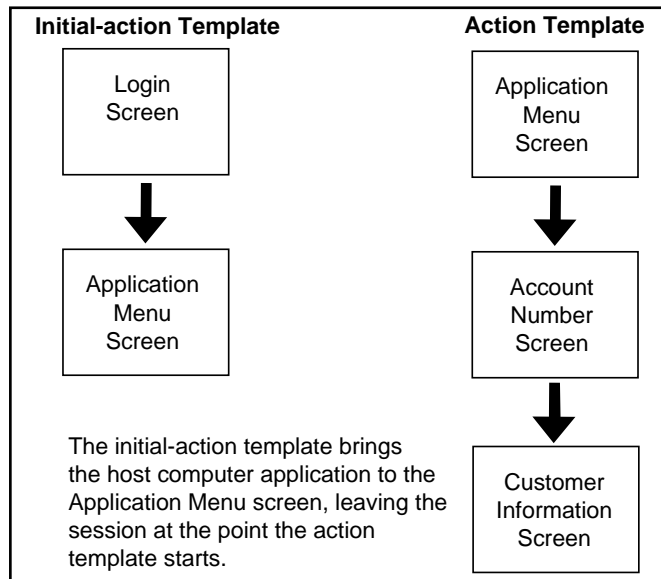 Initial-action Template
Login
Screen
Application
Menu
Screen
The initial-action template brings
the host computer application to the
Application Menu screen, leaving the
session at the point the action
template starts.
Action Template
Application
Menu
Screen
Account
Number
Screen
Customer
Information
Screen